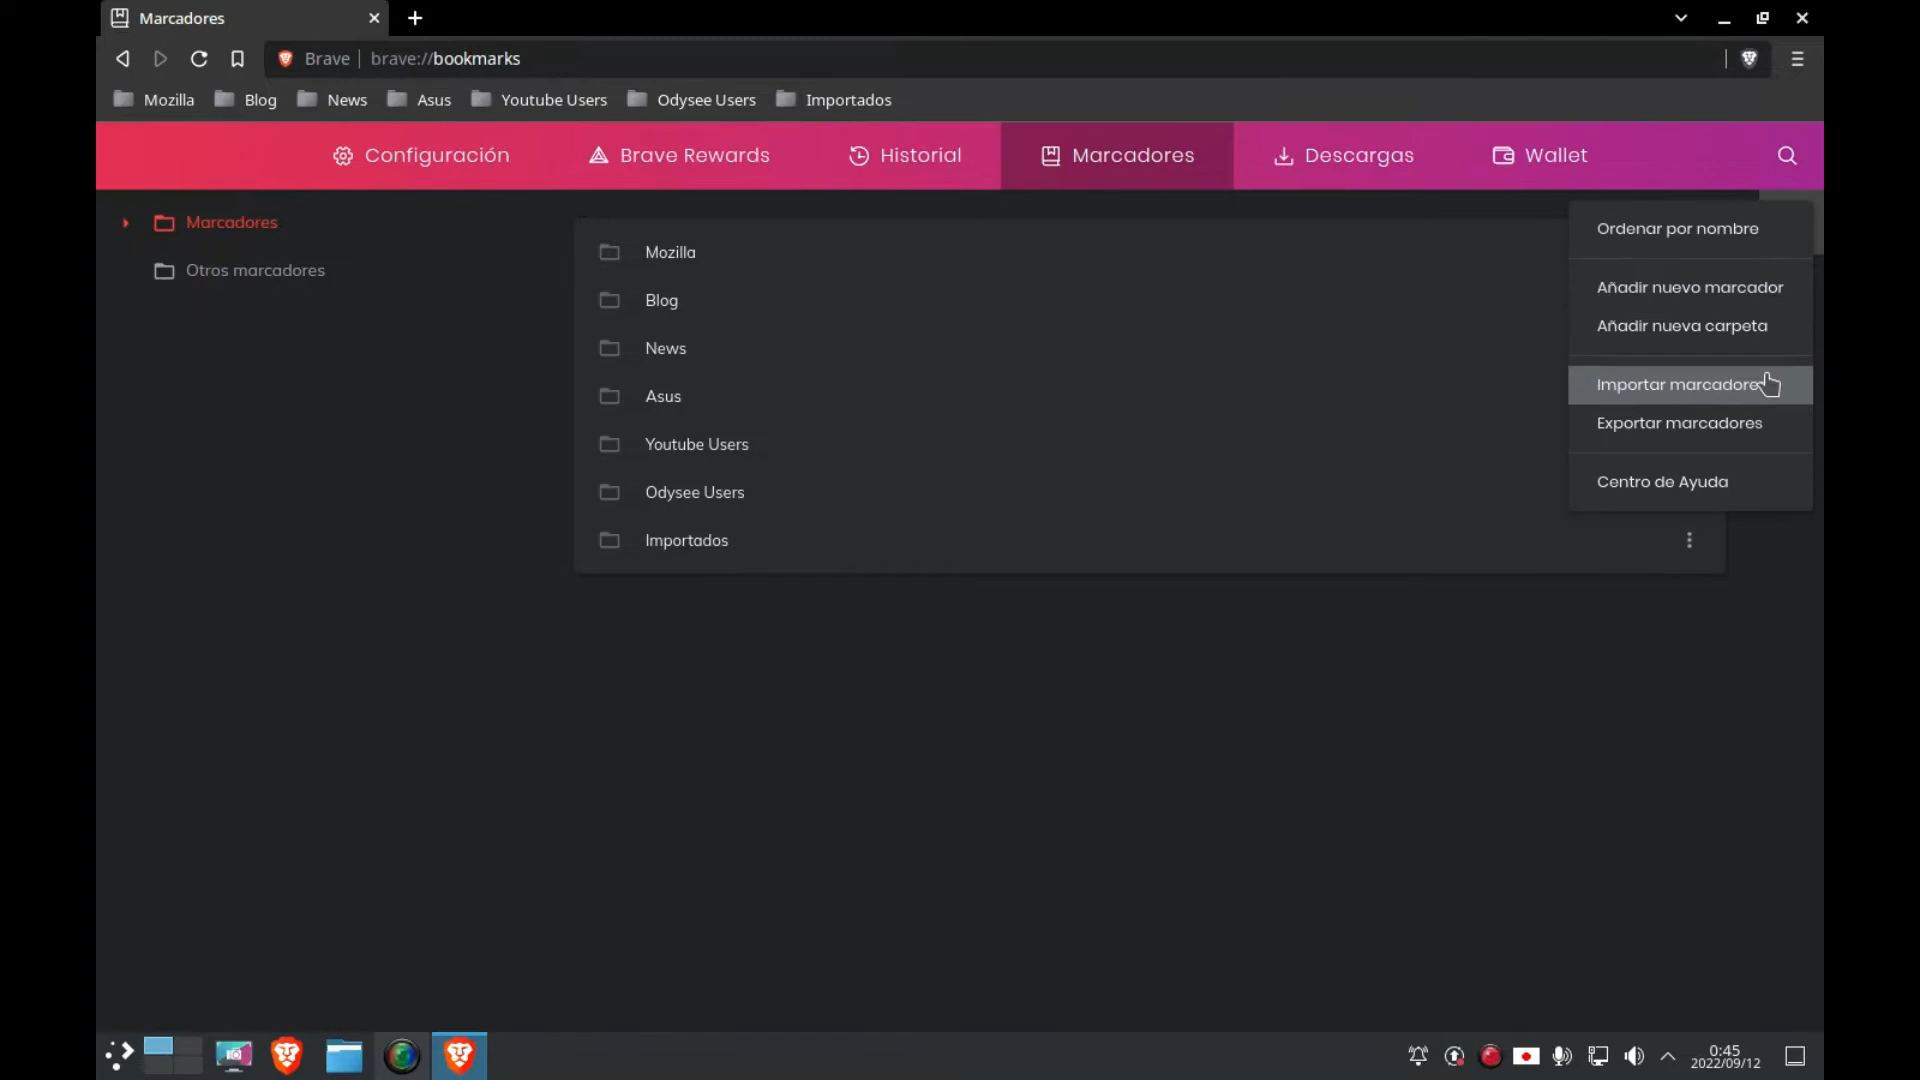 Marcadores
Brave | brave://bookmarks
Mozilla Blog News Asus Youtube Users Odysee Users Importados
Configuración Brave Rewards Historial Marcadores Descargas Wallet
Marcadores
Otros marcadores
Mozilla
Blog
News
Asus
Youtube Users
Odysee Users
Importados
Ordenar por nombre
Añadir nuevo marcador
Añadir nueva carpeta
Importar marcadore
Exportar marcadores
Centro de Ayuda
0:45
2022/09/12